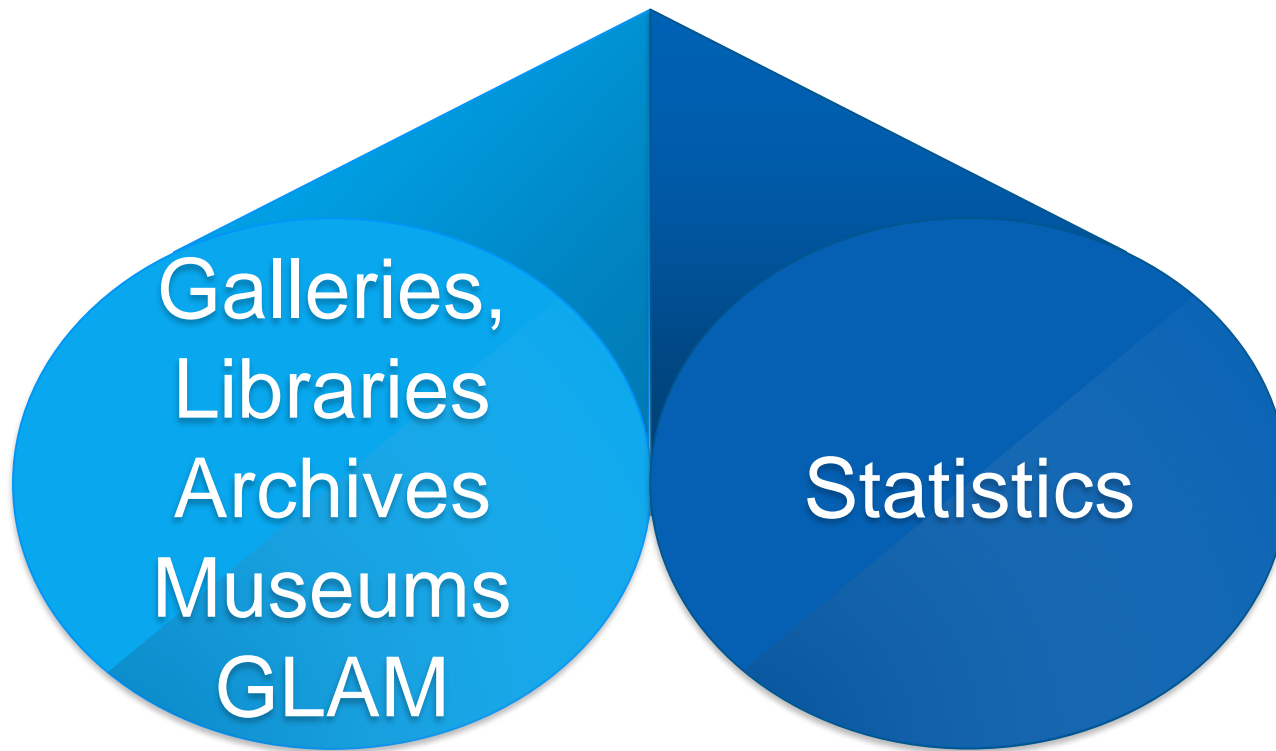 Galleries,
Libraries
Archives
Museums
GLAM
Statistics